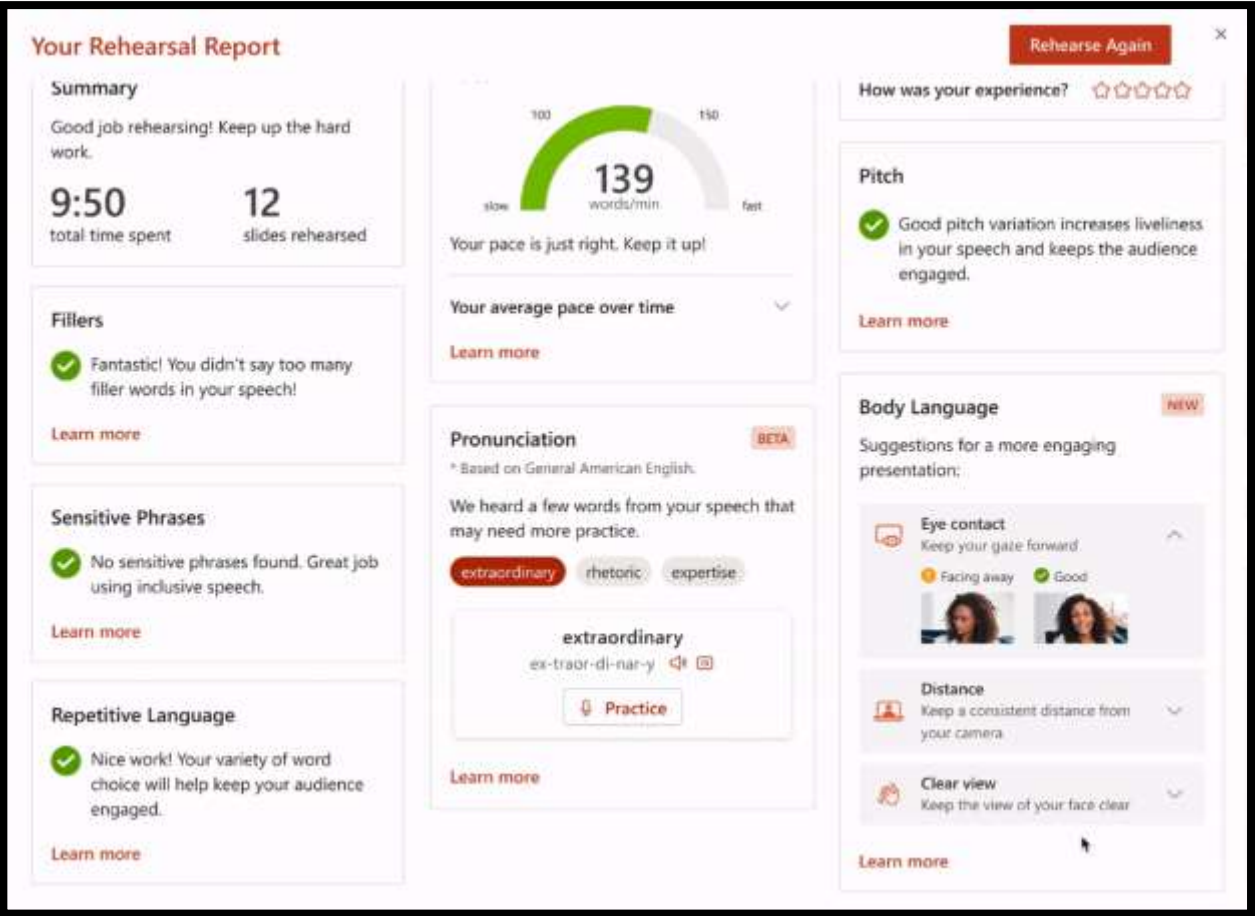 Your Rehearsal Report
Rehearse Again
Summary
Good job rehearsing! Keep up the hard
work.
9:50
total time spent
12
slides rehearsed
Fillers
Fantastic! You didn't say too many
filler words in your speech!
Learn more
Sensitive Phrases
No sensitive phrases found. Great job
using inclusive speech.
Learn more
Repetitive Language
Nice work! Your variety of word
choice will help keep your audience
engaged.
Learn more
100
150
139
words/min
slow
fast
Your pace is just right. Keep it up!
Your average pace over time
Learn more
Pronunciation
BETA
* Based on General American English.
We heard a few words from your speech that
may need more practice.
extraordinary
rhetoric
expertise
extraordinary
ex-traor-di-nar-y
Practice
Learn more
How was your experience?
Pitch
Good pitch variation increases liveliness
in your speech and keeps the audience
engaged.
Learn more
Body Language
NEW
Suggestions for a more engaging
presentation:
Eye contact
Keep your gaze forward
Facing away
Good
Distance
Keep a consistent distance from
your camera
Clear view
Keep the view of your face clear
Learn more